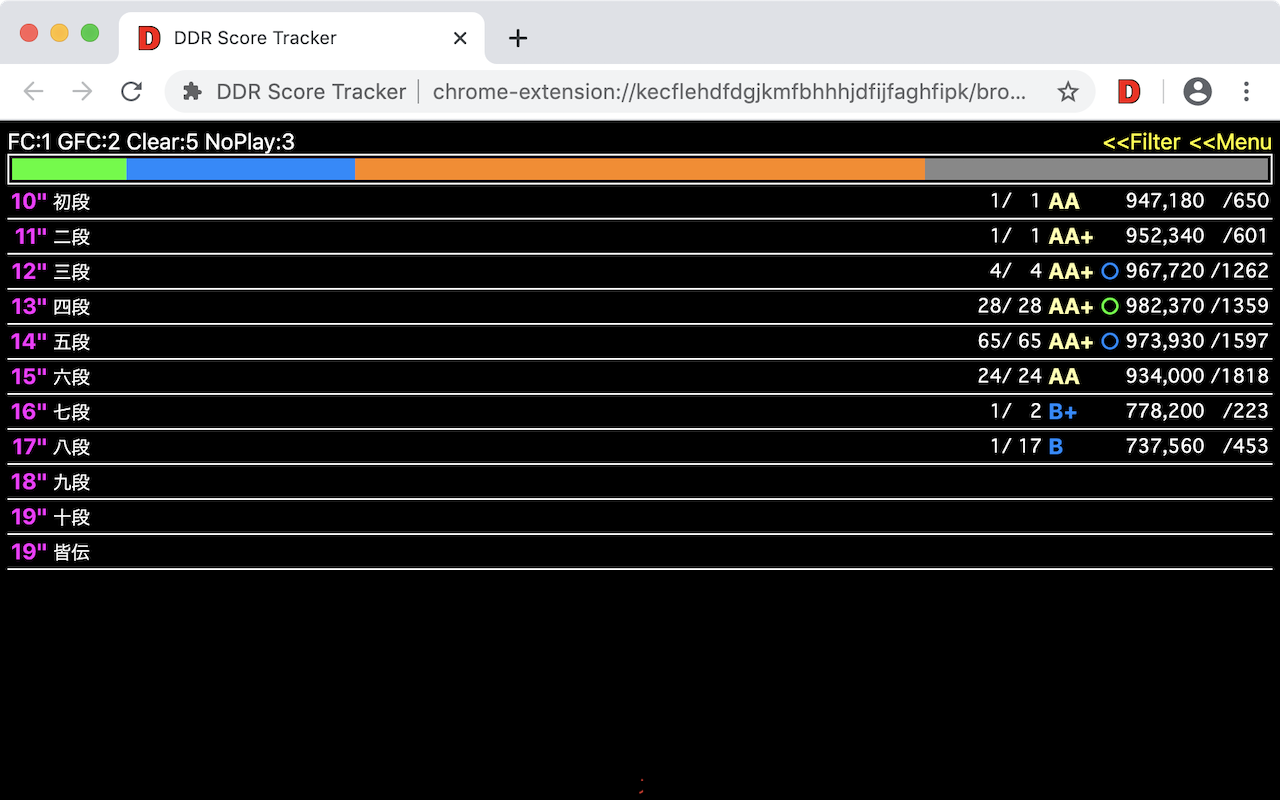 DDR Score Tracker
DDR Score Tracker | chrome-extension://kecflehdfdgjkmfbhhhjdfijfaghfipk/bro...
FC:1 GFC:2 Clear:5 NoPlay:3 <<Filter <<Menu
10" 初段 1/ 1 AA 947,180 /650
11" 二段 1/ 1 AA+ 952,340 /601
12" 三段 4/ 4 AA+ 967,720 /1262
13" 四段 28/ 28 AA+ 982,370 /1359
14" 五段 65/ 65 AA+ 973,930 /1597
15" 六段 24/ 24 AA 934,000 /1818
16" 七段 1/ 2 B+ 778,200 /223
17" 八段 1/ 17 B 737,560 /453
18" 九段
19" 十段
19" 皆伝